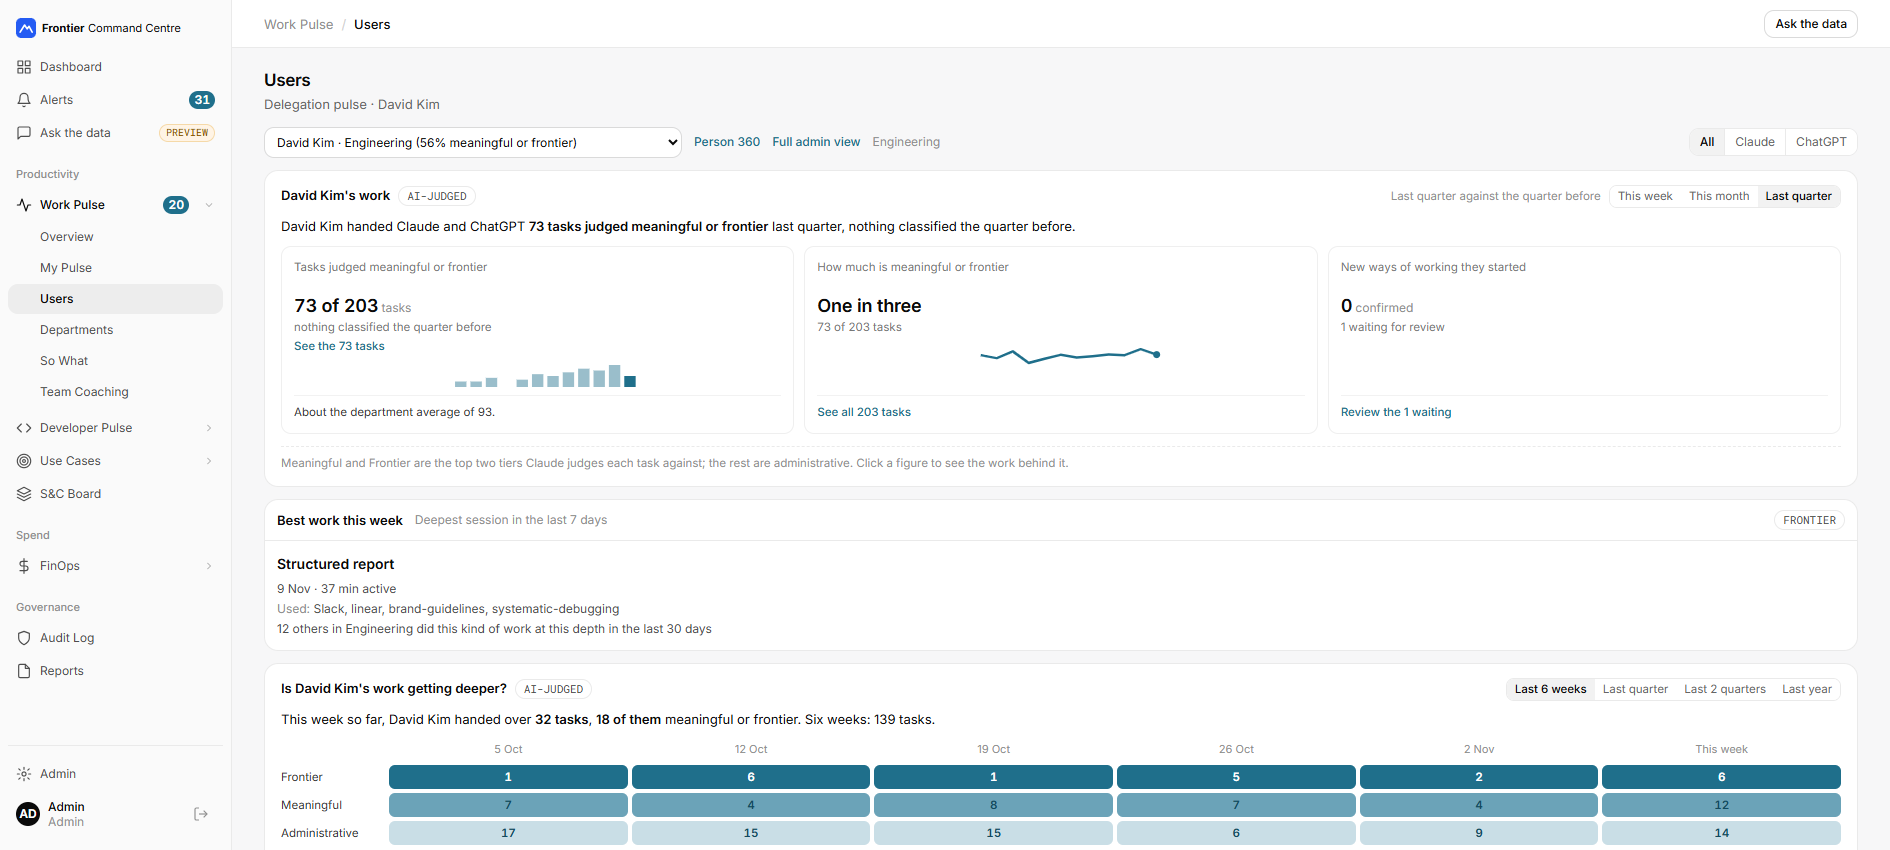 Frontier Command Centre
Dashboard
Alerts 31
Ask the data PREVIEW
Productivity
Work Pulse 20
Overview
My Pulse
Users
Departments
So What
Team Coaching
Developer Pulse
Use Cases
S&C Board
Spend
FinOps
Governance
Audit Log
Reports
Admin
AD Admin
Admin
Work Pulse / Users
Ask the data
Users
Delegation pulse · David Kim
David Kim · Engineering (56% meaningful or frontier) Person 360 Full admin view Engineering
All Claude ChatGPT
David Kim's work AI-JUDGED
Last quarter against the quarter before This week This month Last quarter
David Kim handed Claude and ChatGPT 73 tasks judged meaningful or frontier last quarter, nothing classified the quarter before.
Tasks judged meaningful or frontier
73 of 203 tasks
nothing classified the quarter before
See the 73 tasks
About the department average of 93.
How much is meaningful or frontier
One in three
73 of 203 tasks
See all 203 tasks
New ways of working they started
0 confirmed
1 waiting for review
Review the 1 waiting
Meaningful and Frontier are the top two tiers Claude judges each task against; the rest are administrative. Click a figure to see the work behind it.
Best work this week Deepest session in the last 7 days FRONTIER
Structured report
9 Nov · 37 min active
Used: Slack, linear, brand-guidelines, systematic-debugging
12 others in Engineering did this kind of work at this depth in the last 30 days
Is David Kim's work getting deeper? AI-JUDGED
Last 6 weeks Last quarter Last 2 quarters Last year
This week so far, David Kim handed over 32 tasks, 18 of them meaningful or frontier. Six weeks: 139 tasks.
5 Oct 12 Oct 19 Oct 26 Oct 2 Nov This week
Frontier 1 6 1 5 2 6
Meaningful 7 4 8 7 4 12
Administrative 17 15 15 6 9 14